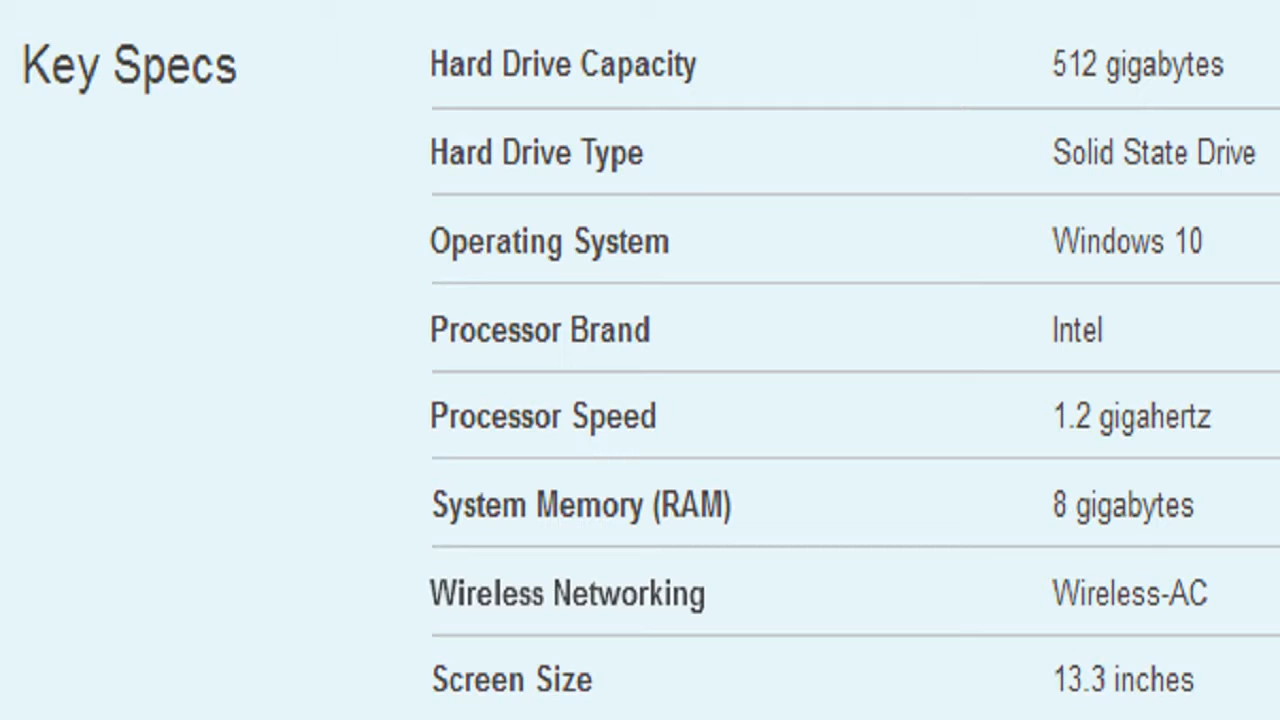 Key Specs
Hard Drive Capacity 512 gigabytes
Hard Drive Type Solid State Drive
Operating System Windows 10
Processor Brand Intel
Processor Speed 1.2 gigahertz
System Memory (RAM) 8 gigabytes
Wireless Networking Wireless-AC
Screen Size 13.3 inches